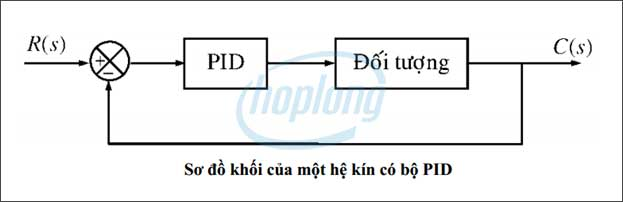 R(s)
+
−
PID
Đối tượng
C(s)
hoplong
Sơ đồ khối của một hệ kín có bộ PID